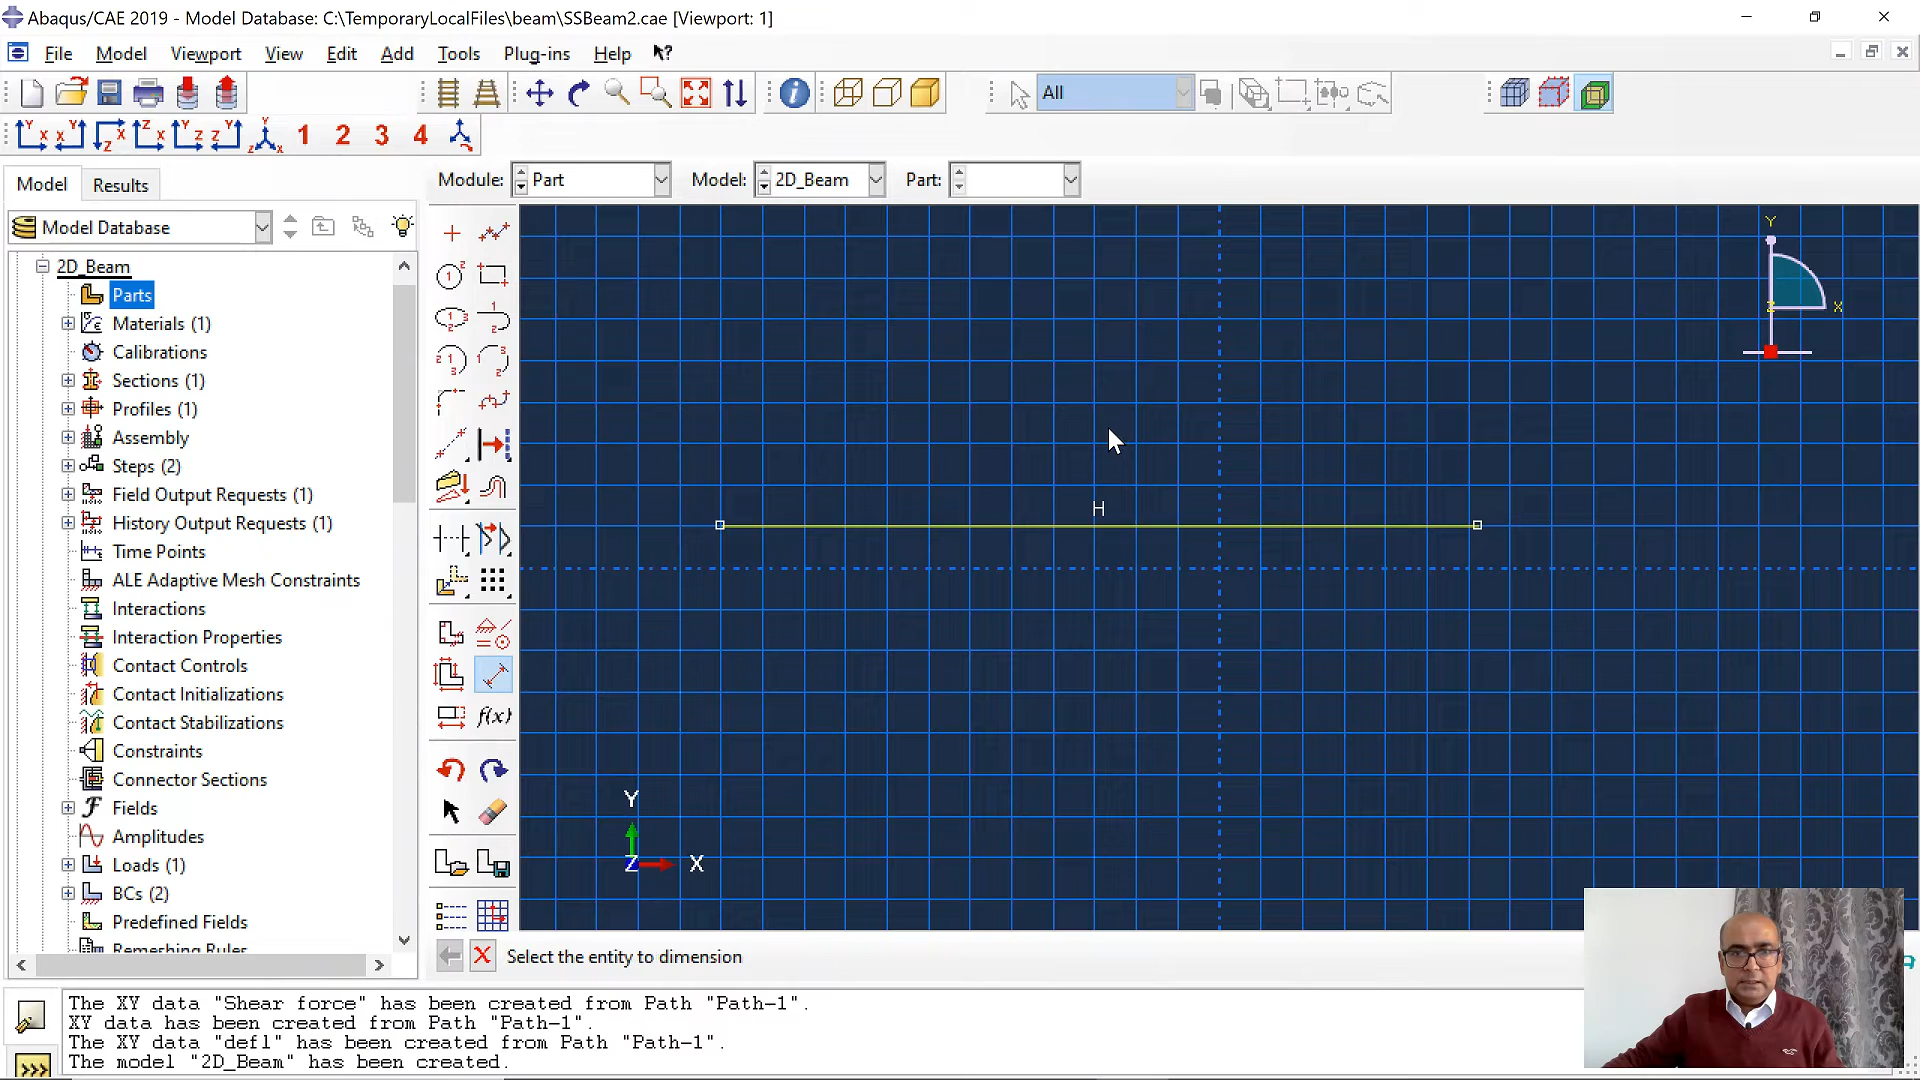 Abaqus/CAE 2019 - Model Database: C:\TemporaryLocalFiles\beam\SSBeam2.cae [Viewport: 1]
File Model Viewport View Edit Add Tools Plug-ins Help ?
All
1 2 3 4
Model Results
Module: Part Model: 2D_Beam Part:
Model Database
2D_Beam
Parts
Materials (1)
Calibrations
Sections (1)
Profiles (1)
Assembly
Steps (2)
Field Output Requests (1)
History Output Requests (1)
Time Points
ALE Adaptive Mesh Constraints
Interactions
Interaction Properties
Contact Controls
Contact Initializations
Contact Stabilizations
Constraints
Connector Sections
Fields
Amplitudes
Loads (1)
BCs (2)
Predefined Fields
Remeshing Rules
f(x)
H
Y
X
Z
Y
Z
X
Select the entity to dimension
The XY data "Shear force" has been created from Path "Path-1".
XY data has been created from Path "Path-1".
The XY data "defl" has been created from Path "Path-1".
The model "2D_Beam" has been created.